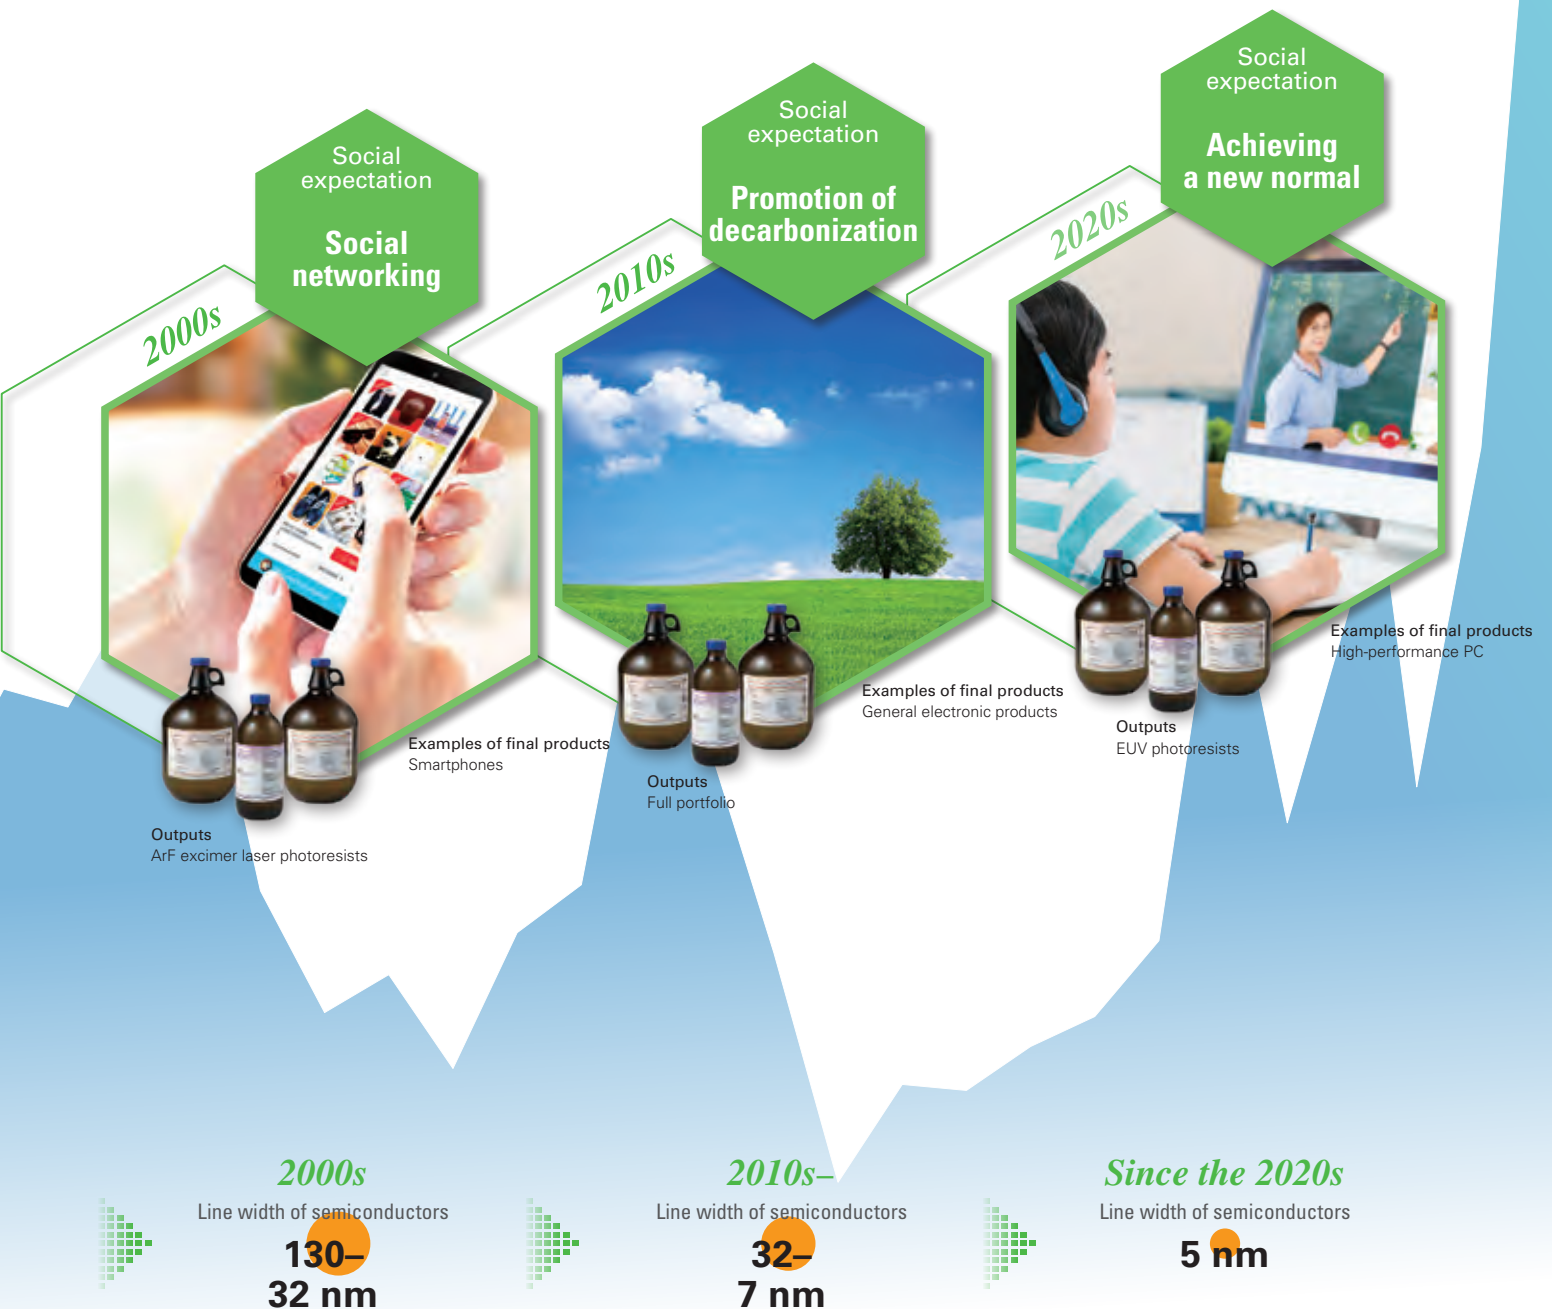 Social
expectation
Social
networking
2000s
Examples of final products
Smartphones
Outputs
ArF excimer laser photoresists
Social
expectation
Promotion of
decarbonization
2010s
Examples of final products
General electronic products
Outputs
Full portfolio
Social
expectation
Achieving
a new normal
2020s
Examples of final products
High-performance PC
Outputs
EUV photoresists
2000s
Line width of semiconductors
130–
32 nm
2010s–
Line width of semiconductors
32–
7 nm
Since the 2020s
Line width of semiconductors
5 nm